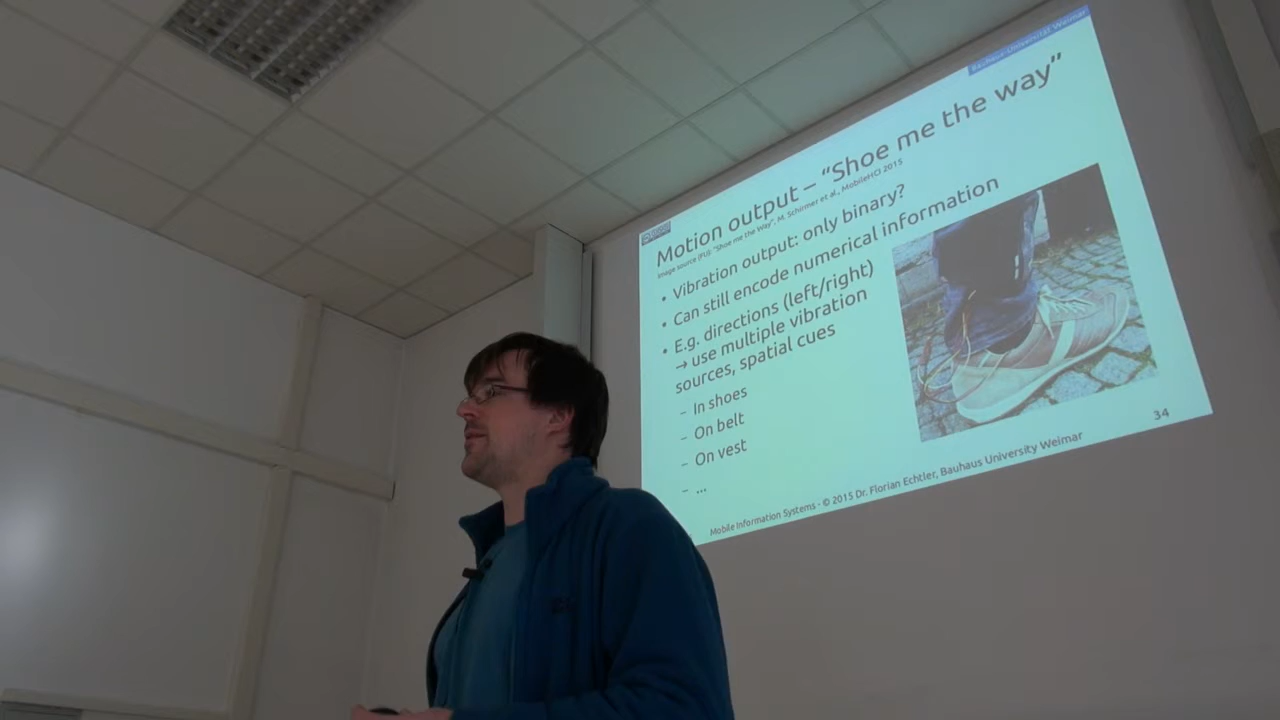 Bauhaus-Universität Weimar
Motion output – “Shoe me the way”
Image source (FU): "Shoe me the Way", M. Schirmer et al., MobileHCI 2015
• Vibration output: only binary?
• Can still encode numerical information
• E.g. directions (left/right)
→ use multiple vibration
sources, spatial cues
– In shoes
– On belt
– On vest
– ...
34
Mobile Information Systems - © 2015 Dr. Florian Echtler, Bauhaus University Weimar